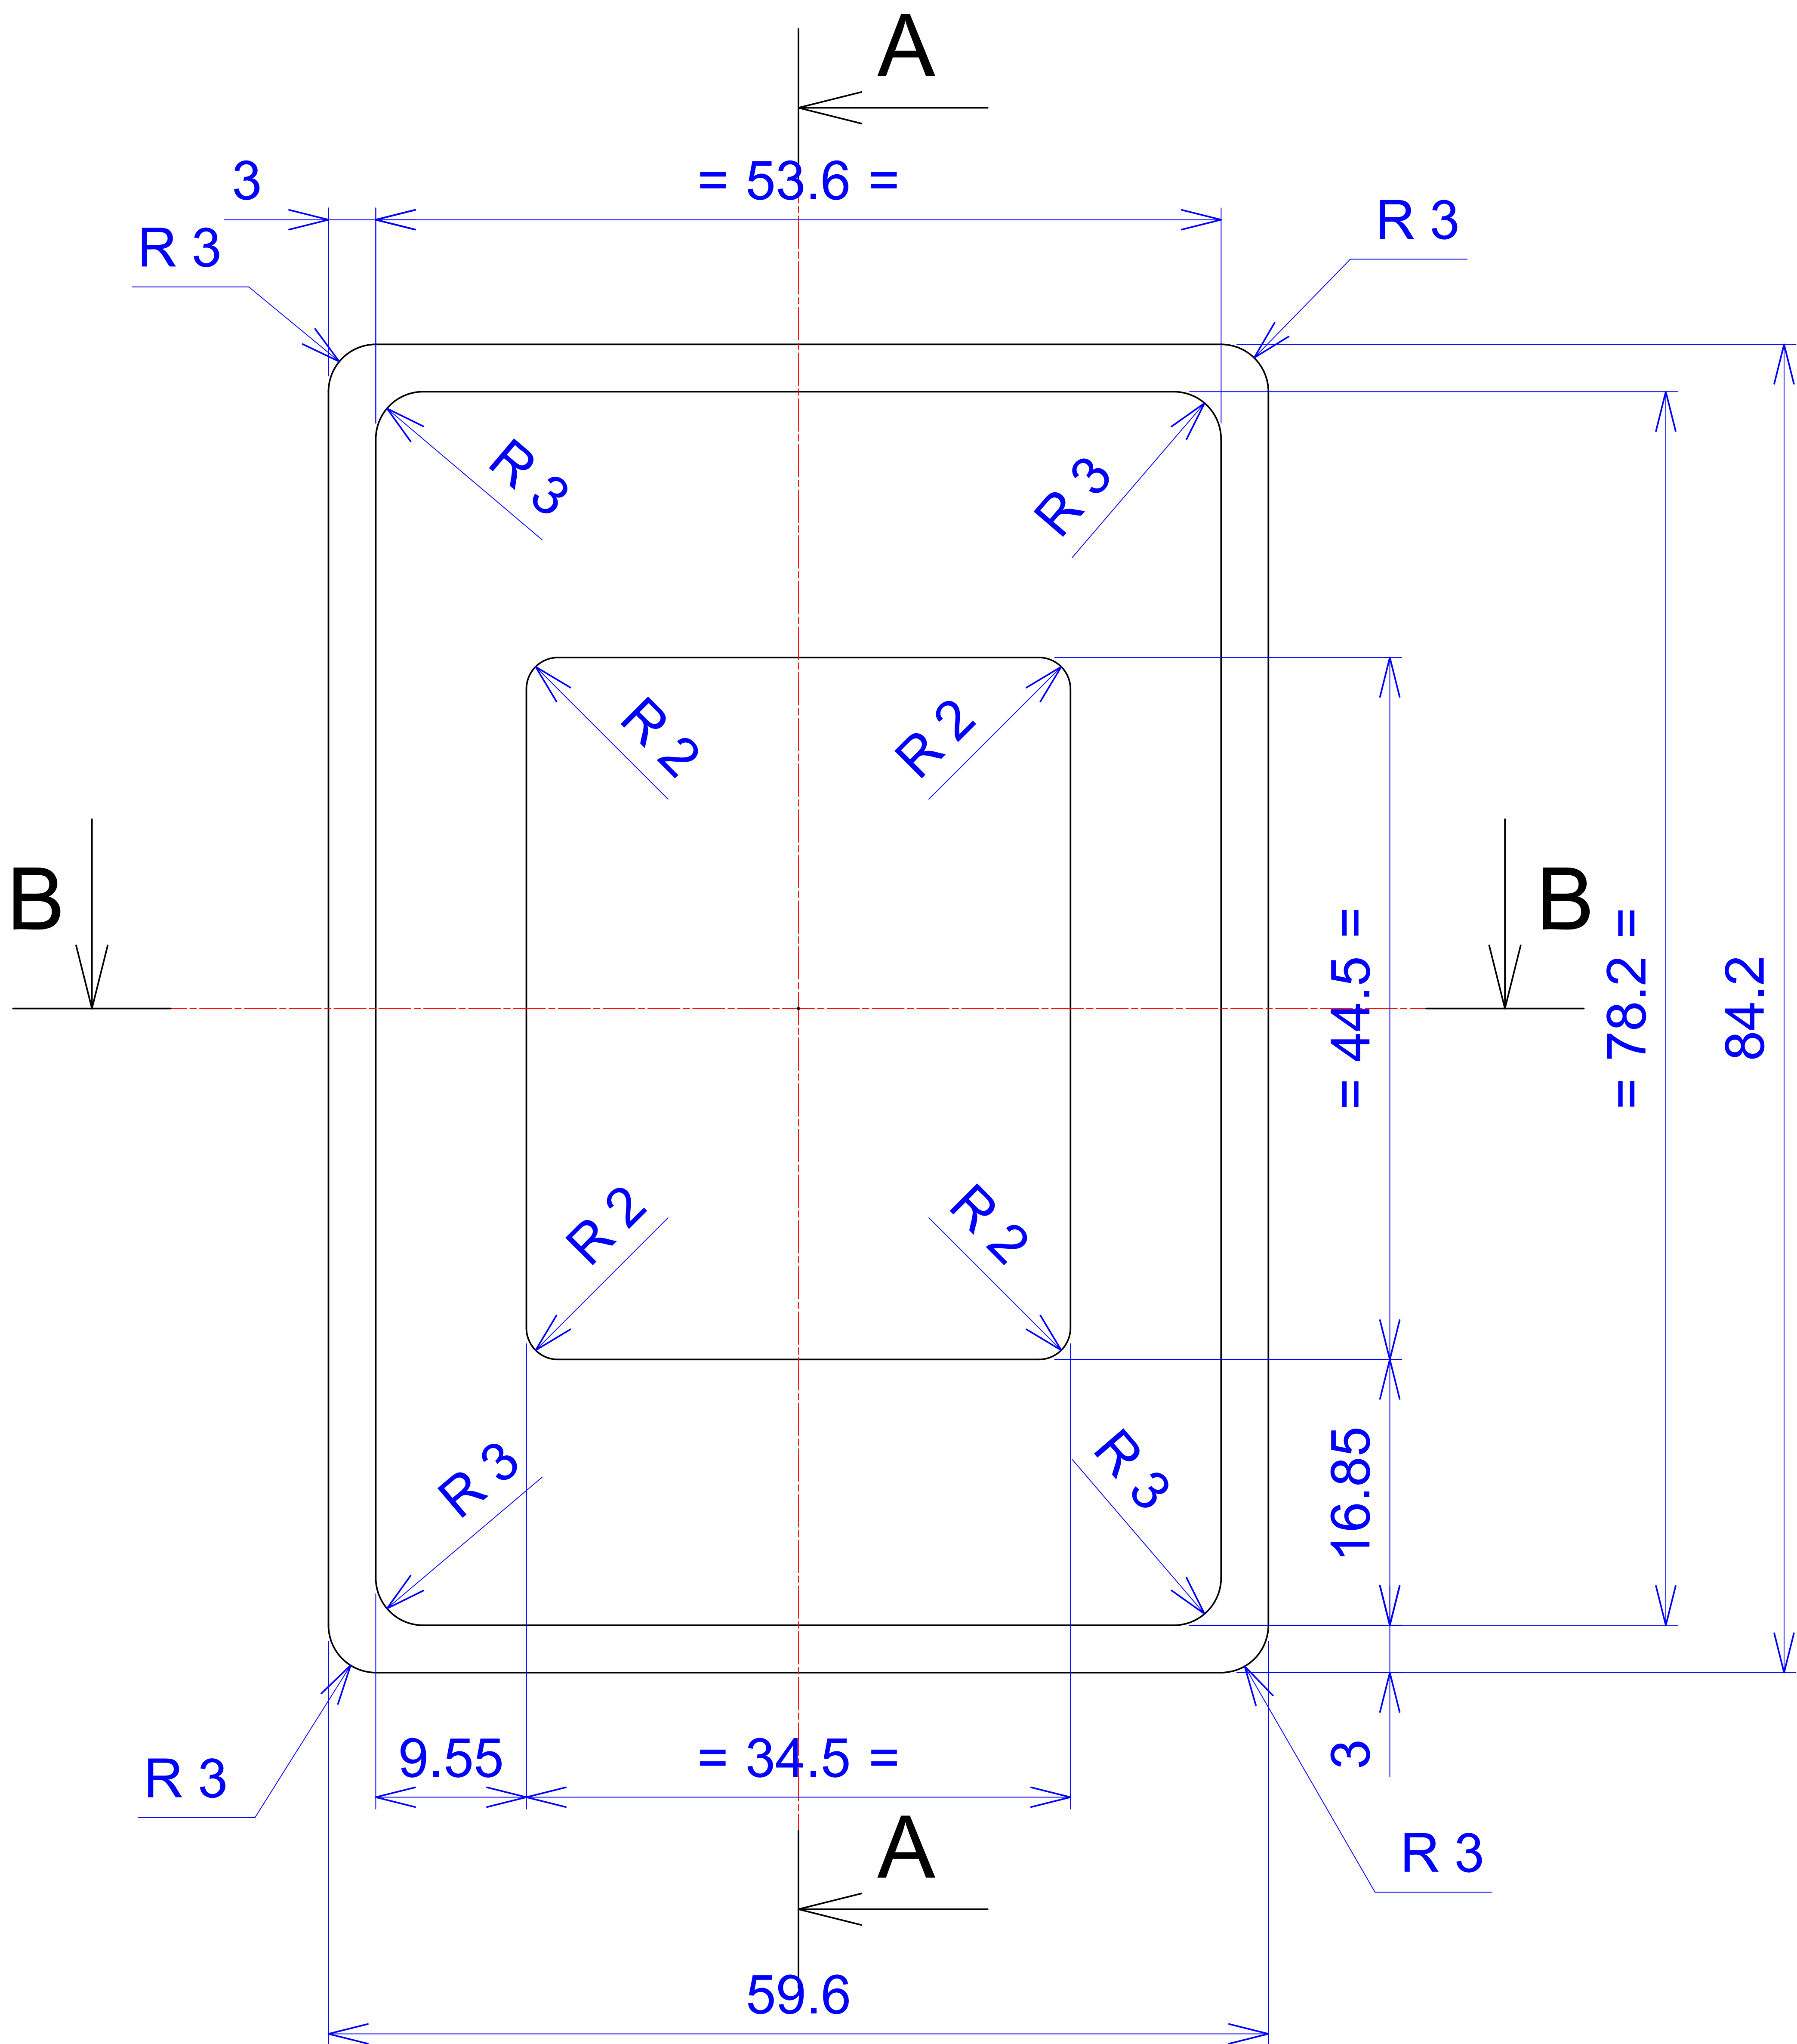 A
3
= 53.6 =
R 3
R 3
R 3
R 3
R 2
R 2
B
B
= 44.5 =
= 78.2 =
84.2
R 2
R 2
R 3
R 3
16.85
R 3
9.55
= 34.5 =
3
A
R 3
59.6